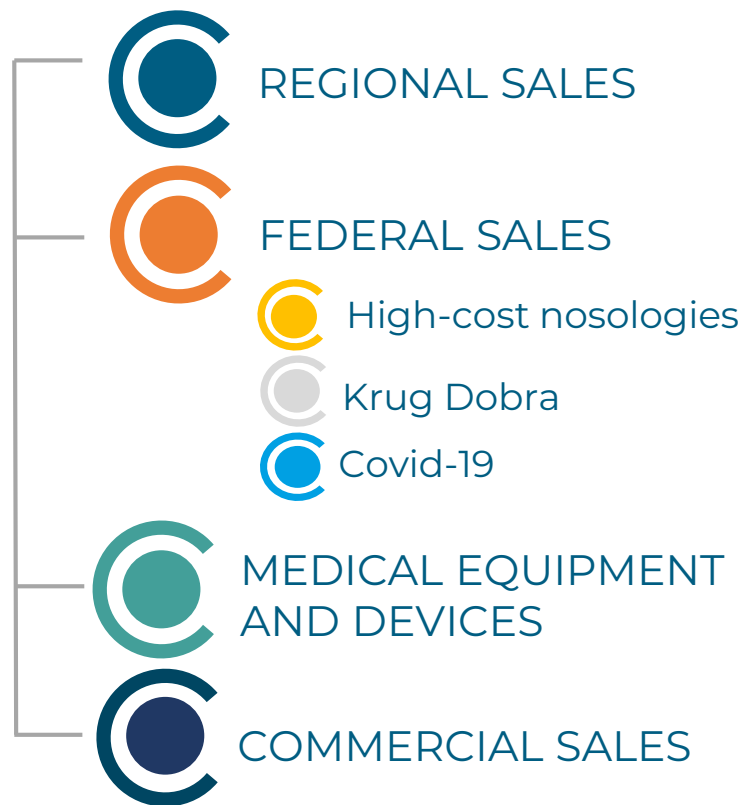 REGIONAL SALES
FEDERAL SALES
High-cost nosologies
Krug Dobra
Covid-19
MEDICAL EQUIPMENT
AND DEVICES
COMMERCIAL SALES